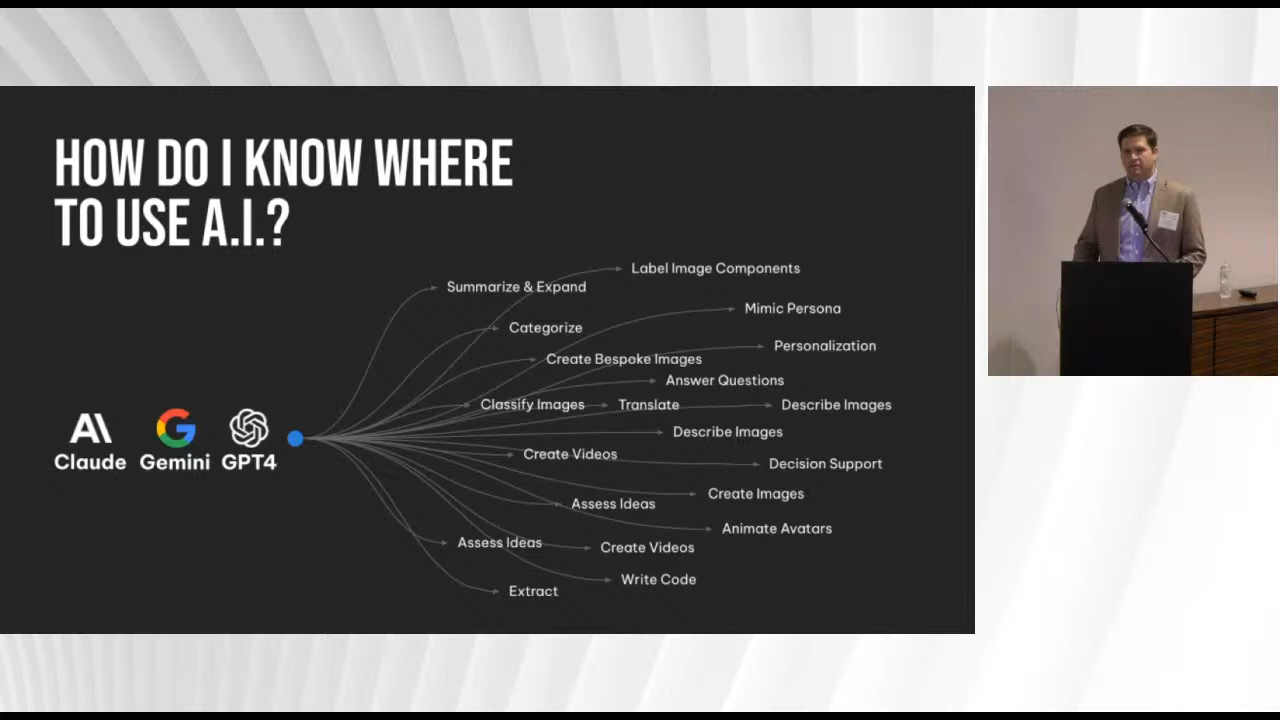 HOW DO I KNOW WHERE
TO USE A.I.?
Label Image Components
Summarize & Expand
Mimic Persona
Categorize
Personalization
Create Bespoke Images
Answer Questions
Classify Images
Translate
Describe Images
Describe Images
Create Videos
Claude
Gemini
GPT4
Decision Support
Create Images
Assess Ideas
Animate Avatars
Assess Ideas
Create Videos
Write Code
Extract